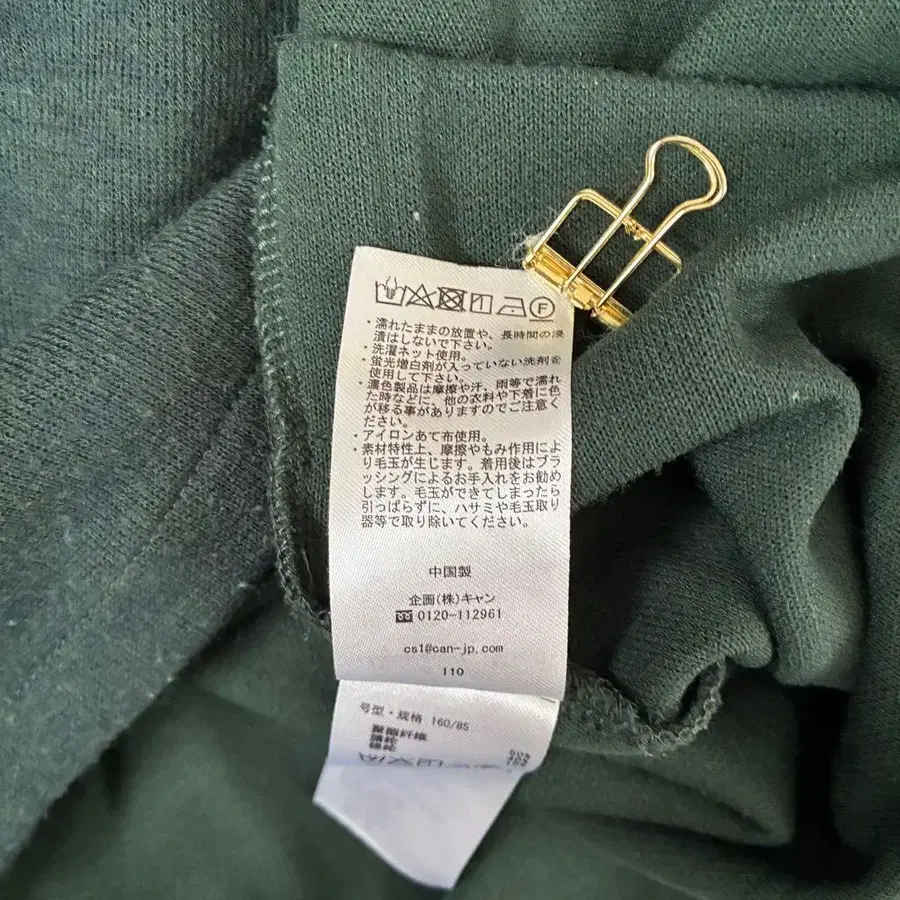 F
・濡れたままの放置や、長時間の浸
漬はしないで下さい。
・洗濯ネット使用。
・蛍光増白剤が入っていない洗剤を
使用して下さい。
・濃色製品は摩擦や汗、雨等で濡れ
た時などに、他の衣料や下着に色
が移る事がありますのでご注意く
ださい。
・アイロンあて布使用。
・素材特性上、摩擦やもみ作用によ
り毛玉が生じます。着用後はブラ
ッシングによるお手入れをお勧め
します。毛玉ができてしまったら
引っぱらずに、ハサミや毛玉取り
器等で取り除いてください。
中国製
企画(株)キャン
0120-112961
cs1@can-jp.com
I10
号型・规格 160/85
聚酯纤维 50%
腈纶 40%